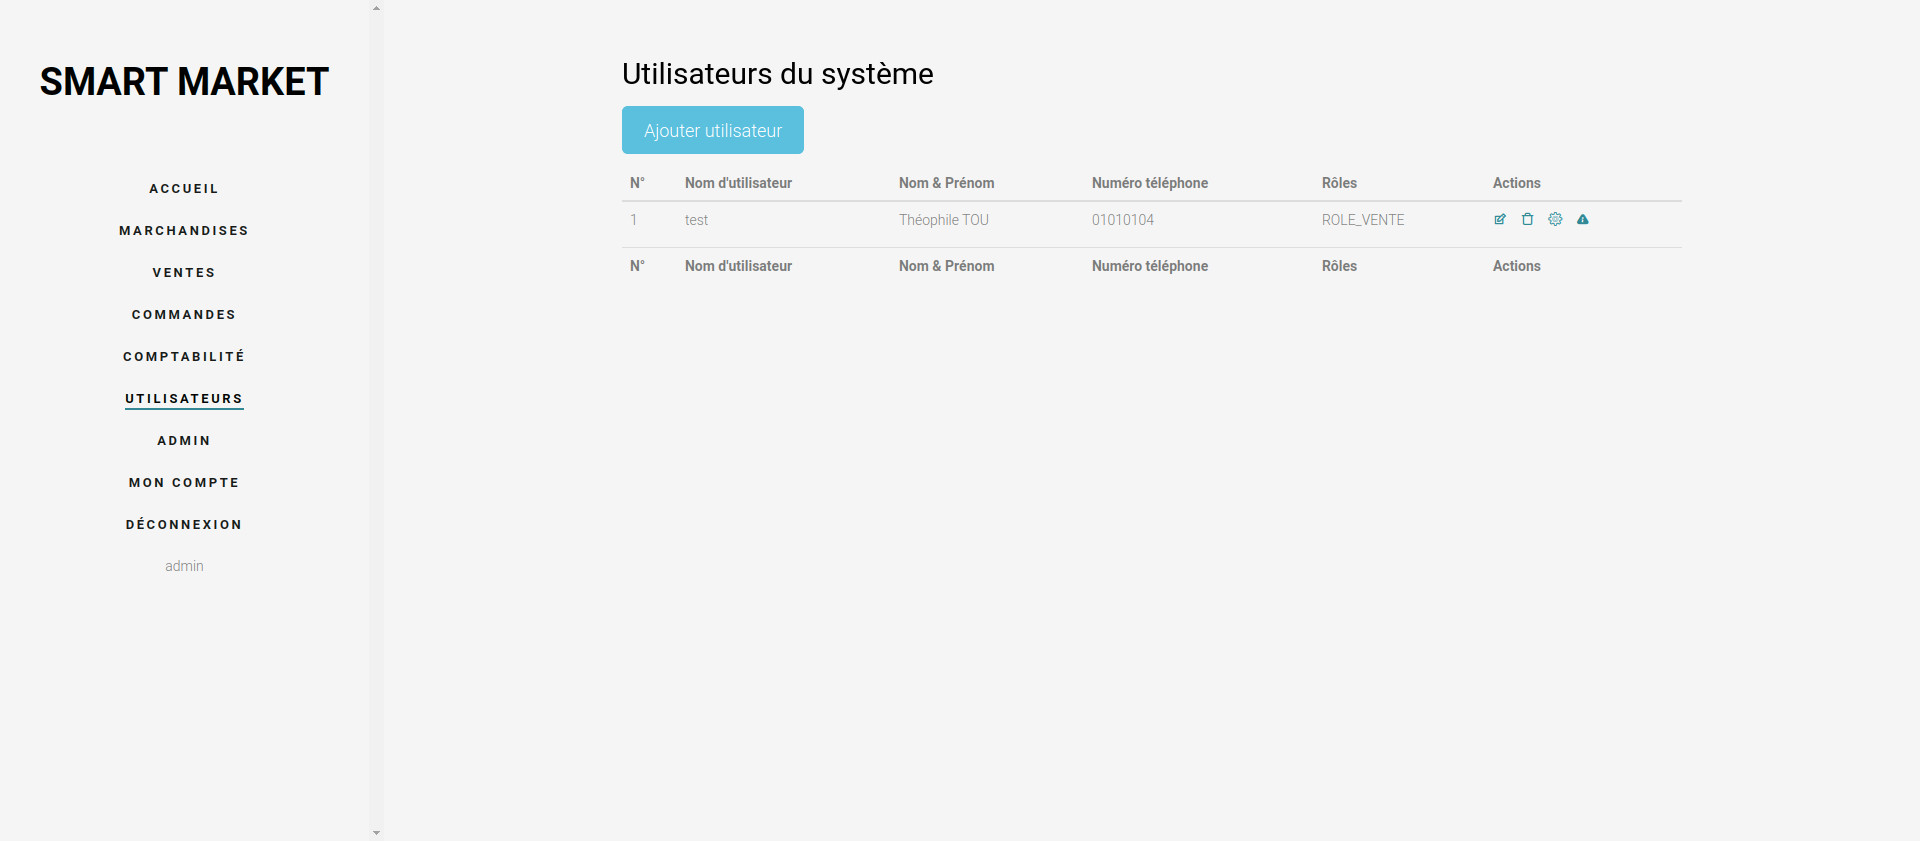 SMART MARKET
ACCUEIL
MARCHANDISES
VENTES
COMMANDES
COMPTABILITÉ
UTILISATEURS
ADMIN
MON COMPTE
DÉCONNEXION
admin
Utilisateurs du système
Ajouter utilisateur
N° Nom d'utilisateur Nom & Prénom Numéro téléphone Rôles Actions
1 test Théophile TOU 01010104 ROLE_VENTE
N° Nom d'utilisateur Nom & Prénom Numéro téléphone Rôles Actions